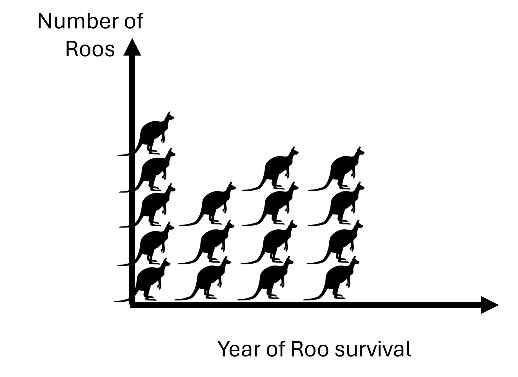 Number of
Roos
Year of Roo survival